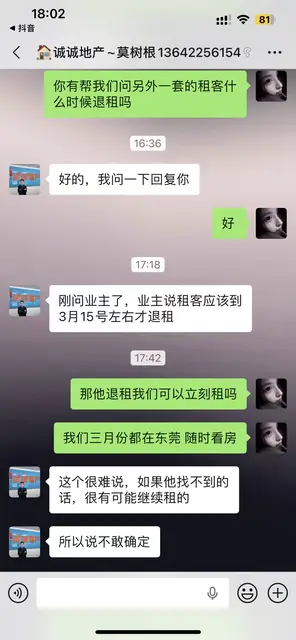 18:02
81
抖音
诚诚地产~莫树根13642256154
你有帮我们问另外一套的租客什
么时候退租吗
16:36
好的，我问一下回复你
好
17:18
刚问业主了，业主说租客应该到
3月15号左右才退租
17:42
那他退租我们可以立刻租吗
我们三月份都在东莞 随时看房
这个很难说，如果他找不到的
话，很有可能继续租的
所以说不敢确定